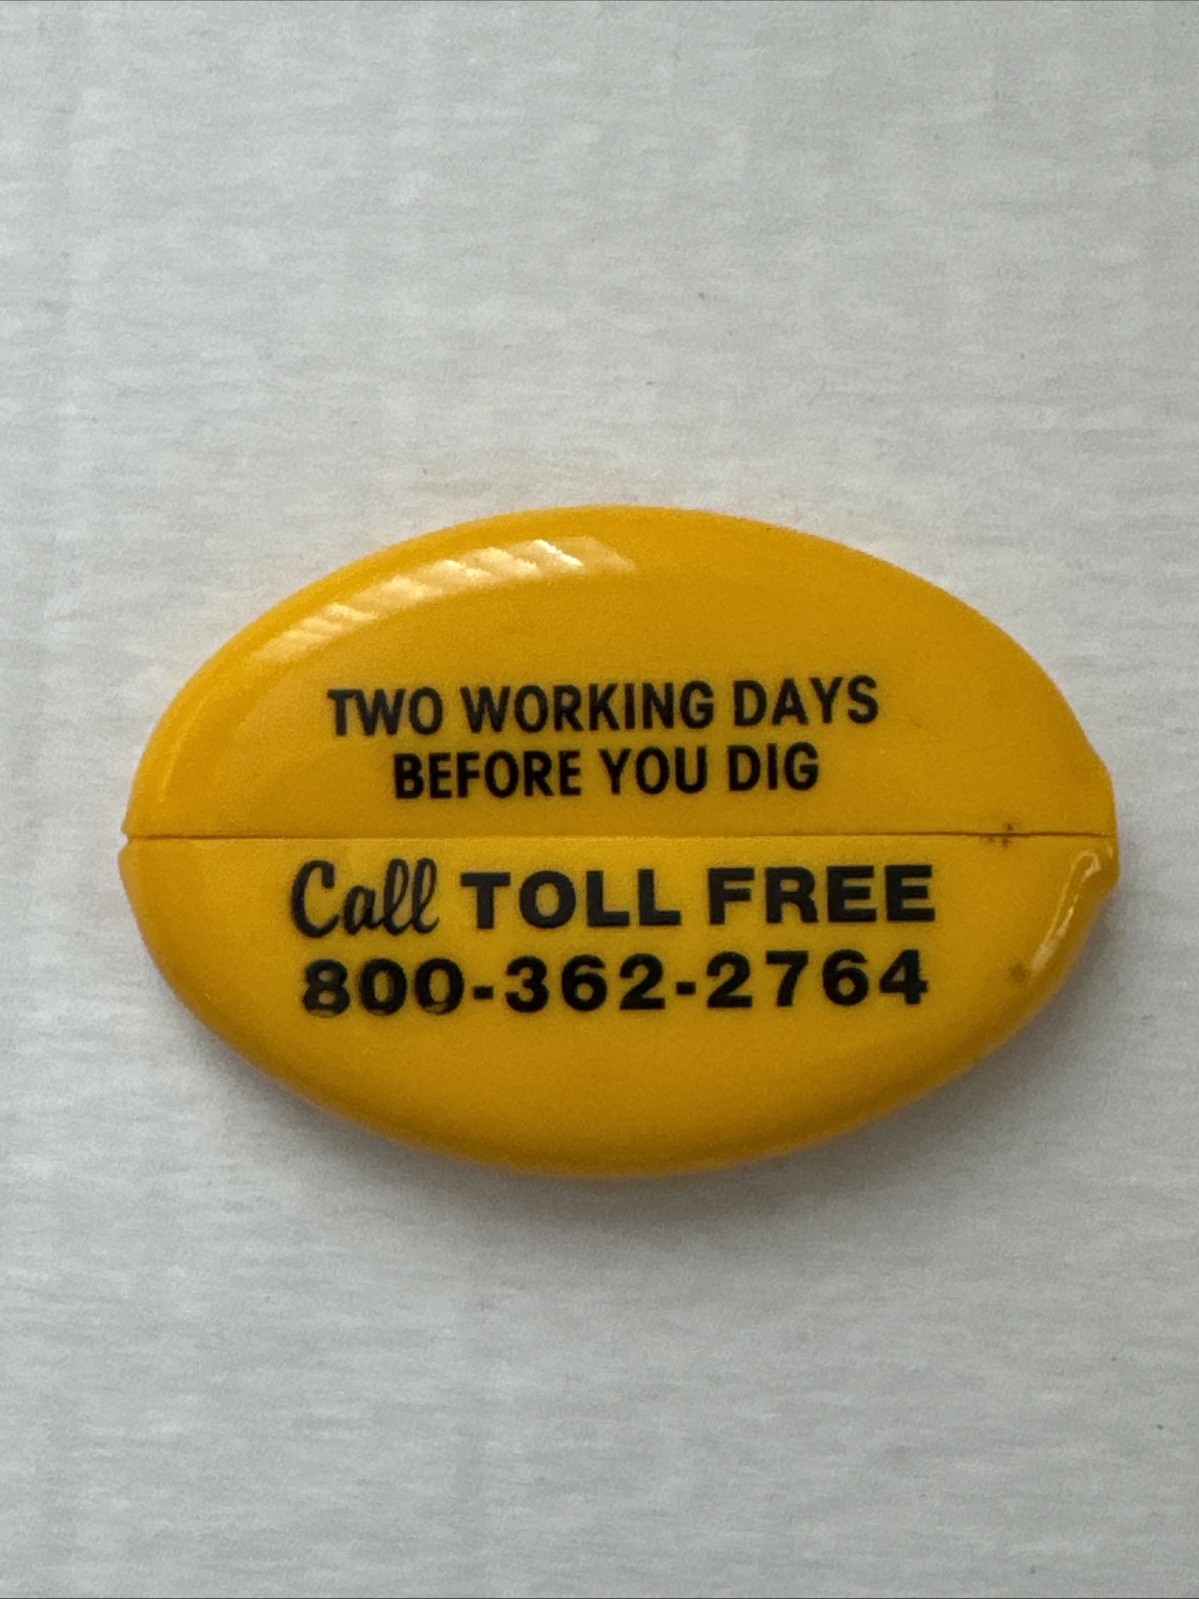 TWO WORKING DAYS
BEFORE YOU DIG
Call TOLL FREE
800-362-2764